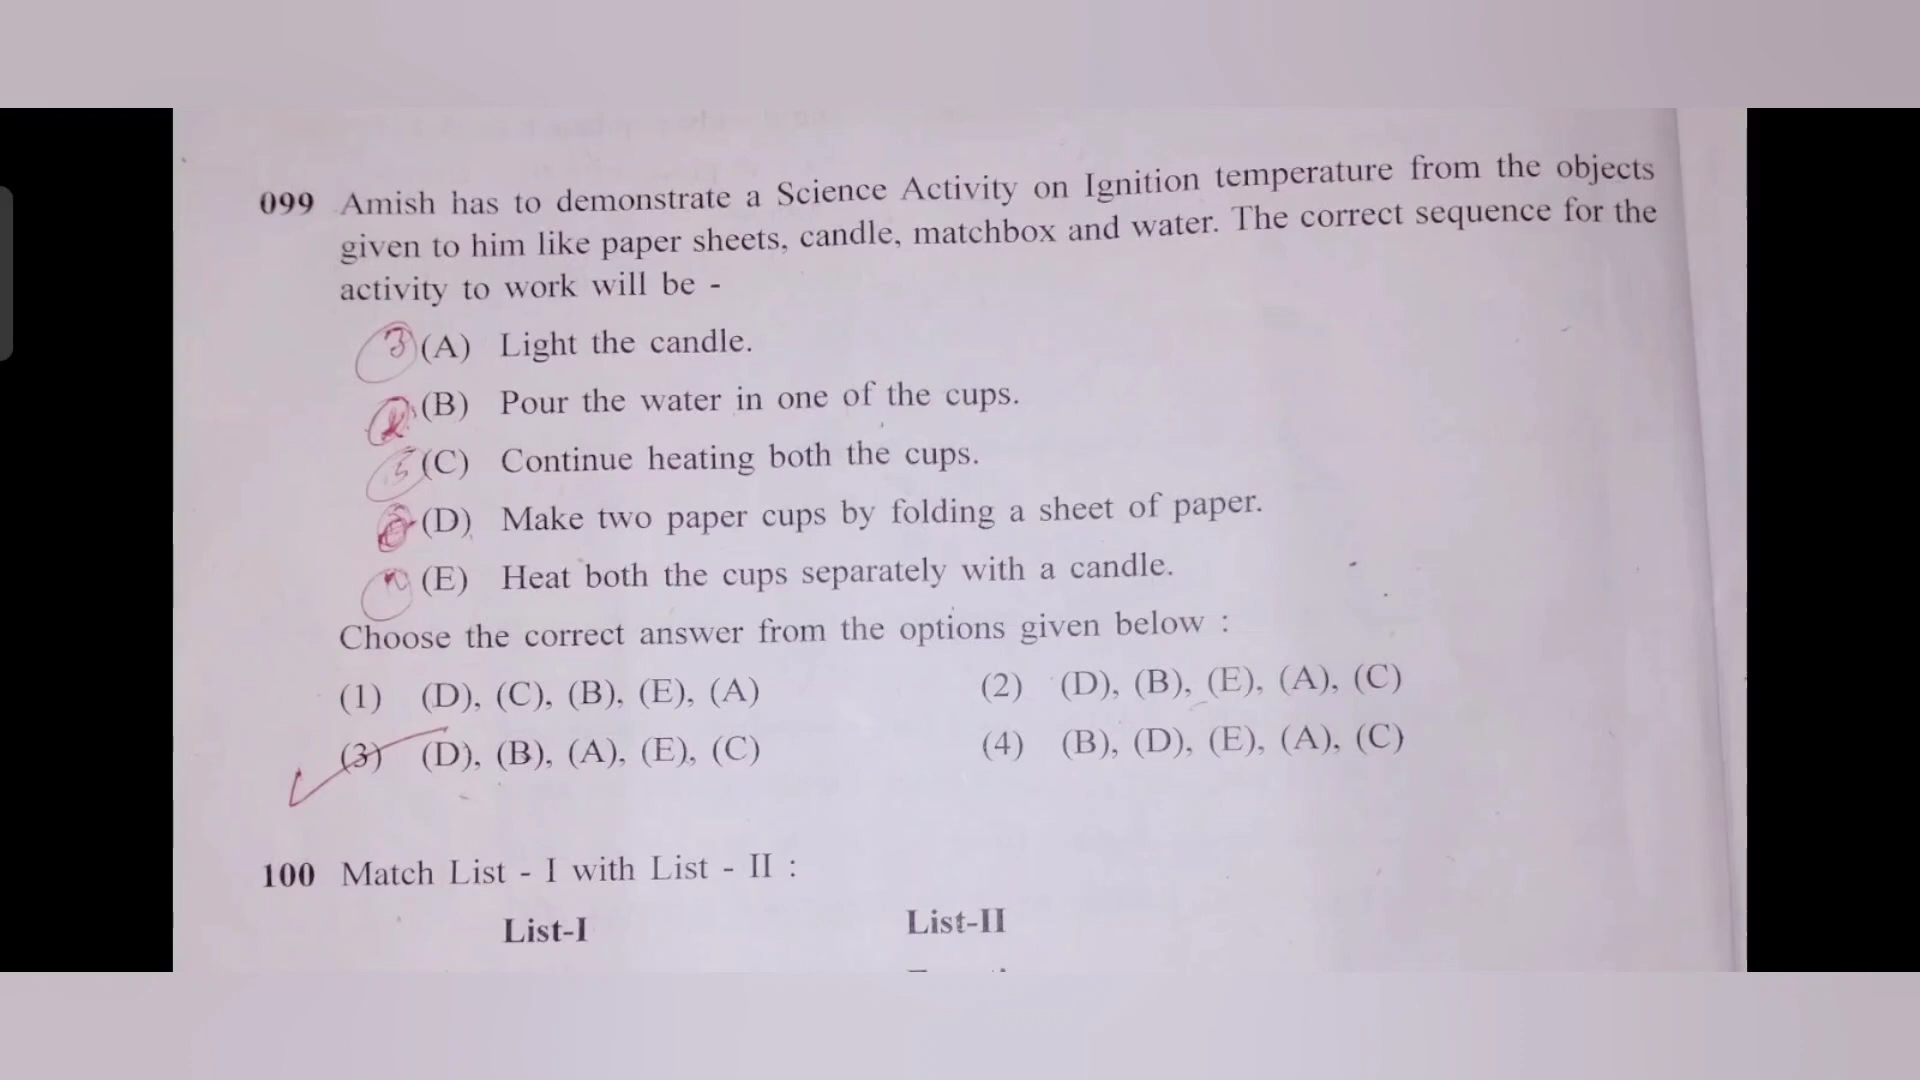 099 Amish has to demonstrate a Science Activity on Ignition temperature from the objects
given to him like paper sheets, candle, matchbox and water. The correct sequence for the
activity to work will be -
3 (A) Light the candle.
(B) Pour the water in one of the cups.
5 (C) Continue heating both the cups.
(D) Make two paper cups by folding a sheet of paper.
(E) Heat both the cups separately with a candle.
Choose the correct answer from the options given below :
(1) (D), (C), (B), (E), (A) (2) (D), (B), (E), (A), (C)
(3) (D), (B), (A), (E), (C) (4) (B), (D), (E), (A), (C)
100 Match List - I with List - II :
List-I List-II